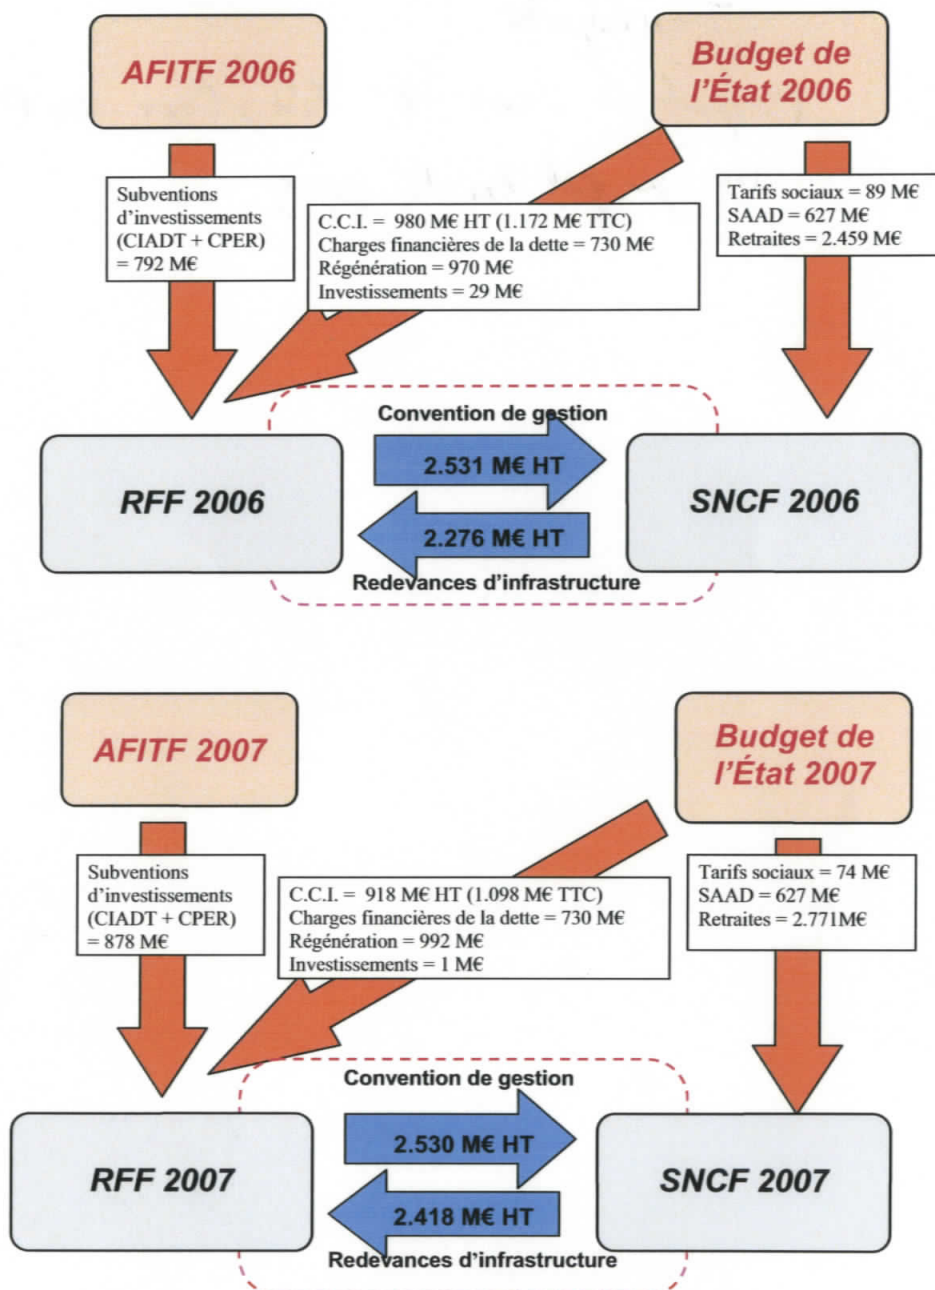 AFITF 2006
Budget de
l'État 2006
Subventions
d'investissements
(CIADT + CPER)
= 792 M€
C.C.I. = 980 M€ HT (1.172 M€ TTC)
Charges financières de la dette = 730 M€
Régénération = 970 M€
Investissements = 29 M€
Tarifs sociaux = 89 M€
SAAD = 627 M€
Retraites = 2.459 M€
Convention de gestion
2.531 M€ HT
RFF 2006
SNCF 2006
2.276 M€ HT
Redevances d'infrastructure
AFITF 2007
Budget de
l'État 2007
Subventions
d'investissements
(CIADT + CPER)
= 878 M€
C.C.I. = 918 M€ HT (1.098 M€ TTC)
Charges financières de la dette = 730 M€
Régénération = 992 M€
Investissements = 1 M€
Tarifs sociaux = 74 M€
SAAD = 627 M€
Retraites = 2.771M€
Convention de gestion
2.530 M€ HT
RFF 2007
SNCF 2007
2.418 M€ HT
Redevances d'infrastructure